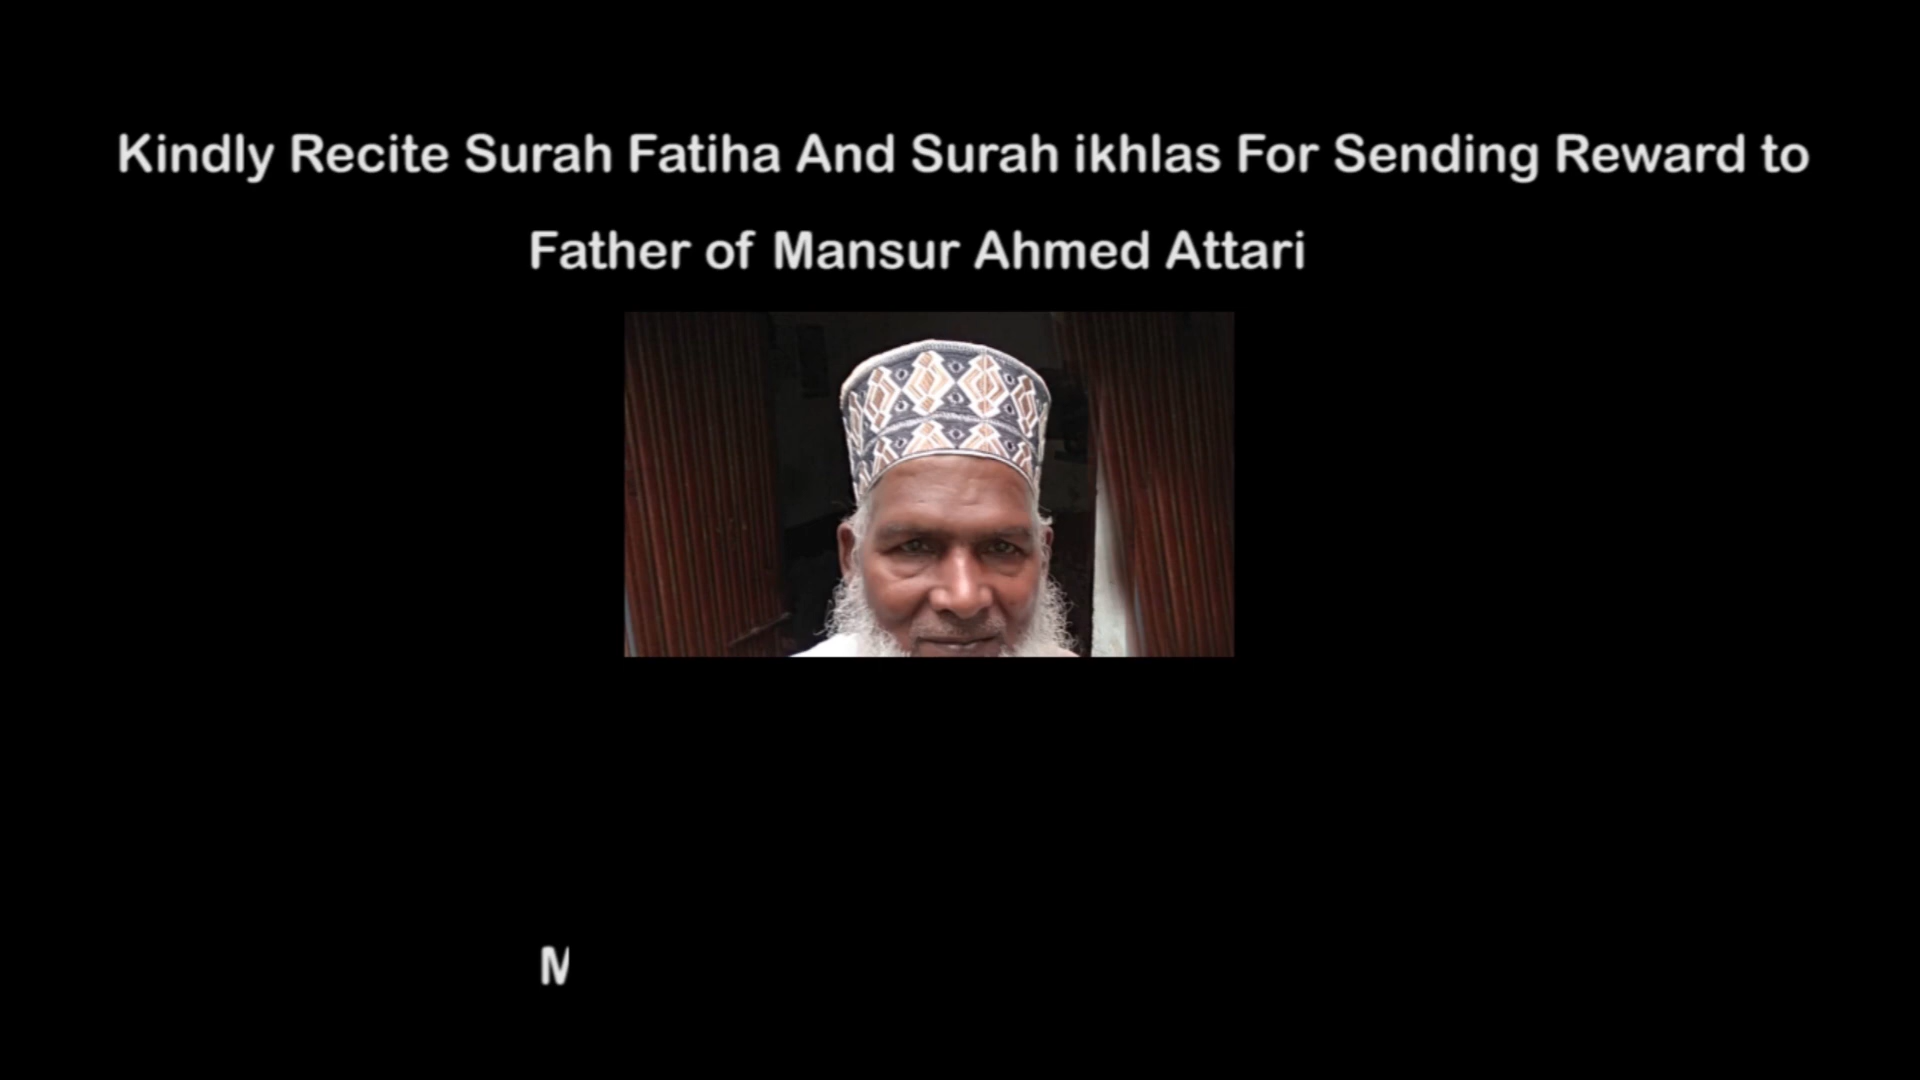 Kindly Recite Surah Fatiha And Surah ikhlas For Sending Reward to
Father of Mansur Ahmed Attari
M